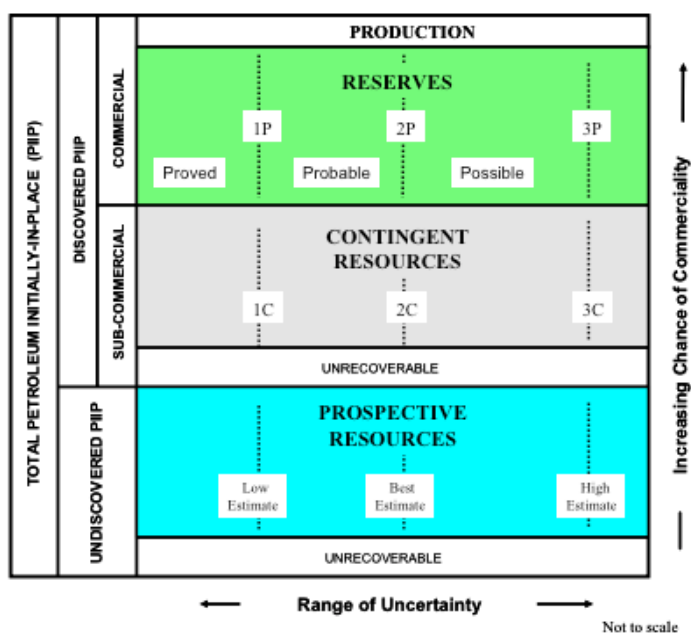 PRODUCTION
RESERVES
1P
2P
3P
Proved
Probable
Possible
CONTINGENT
RESOURCES
1C
2C
3C
UNRECOVERABLE
PROSPECTIVE
RESOURCES
Low
Estimate
Best
Estimate
High
Estimate
UNRECOVERABLE
TOTAL PETROLEUM INITIALLY-IN-PLACE (PIIP)
DISCOVERED PIIP
UNDISCOVERED PIIP
COMMERCIAL
SUB-COMMERCIAL
Increasing Chance of Commerciality
Range of Uncertainty
Not to scale